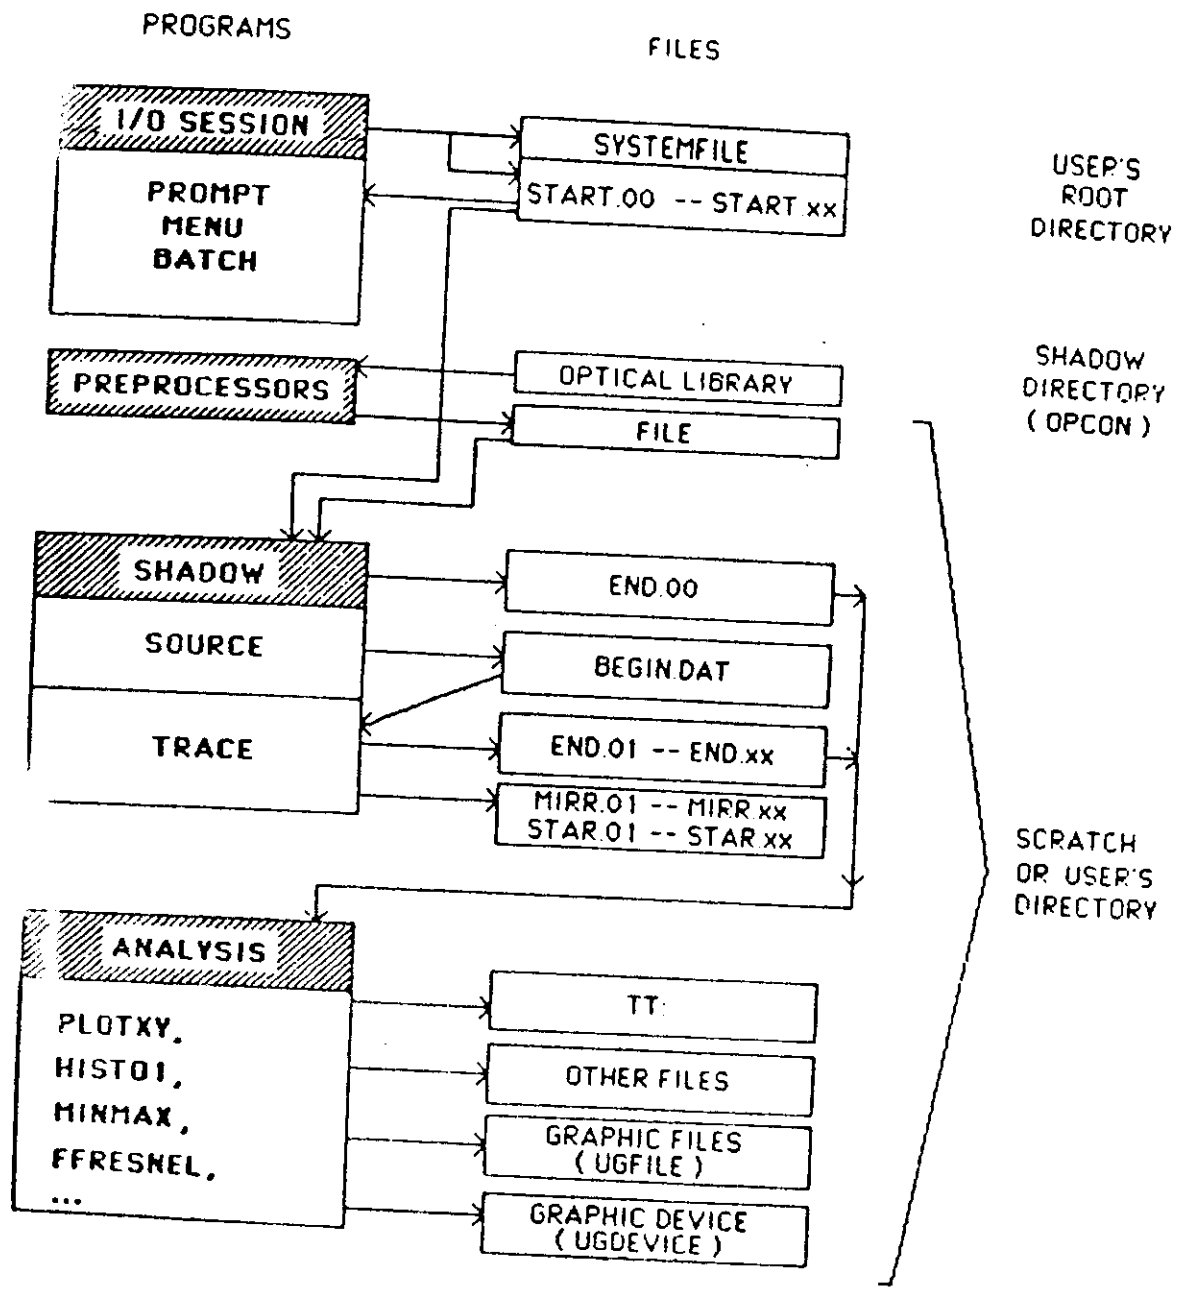 PROGRAMS
FILES
I/O SESSION
PROMPT
MENU
BATCH
SYSTEMFILE
START.00 -- START.xx
USER'S
ROOT
DIRECTORY
PREPROCESSORS
OPTICAL LIBRARY
FILE
SHADOW
DIRECTORY
( OPCON )
SHADOW
SOURCE
TRACE
END.00
BEGIN.DAT
END.01 -- END.xx
MIRR.01 -- MIRR.xx
STAR.01 -- STAR.xx
SCRATCH
OR USER'S
DIRECTORY
ANALYSIS
PLOTXY,
HISTO1,
MINMAX,
FFRESNEL,
...
TT:
OTHER FILES
GRAPHIC FILES
( UGFILE )
GRAPHIC DEVICE
( UGDEVICE )